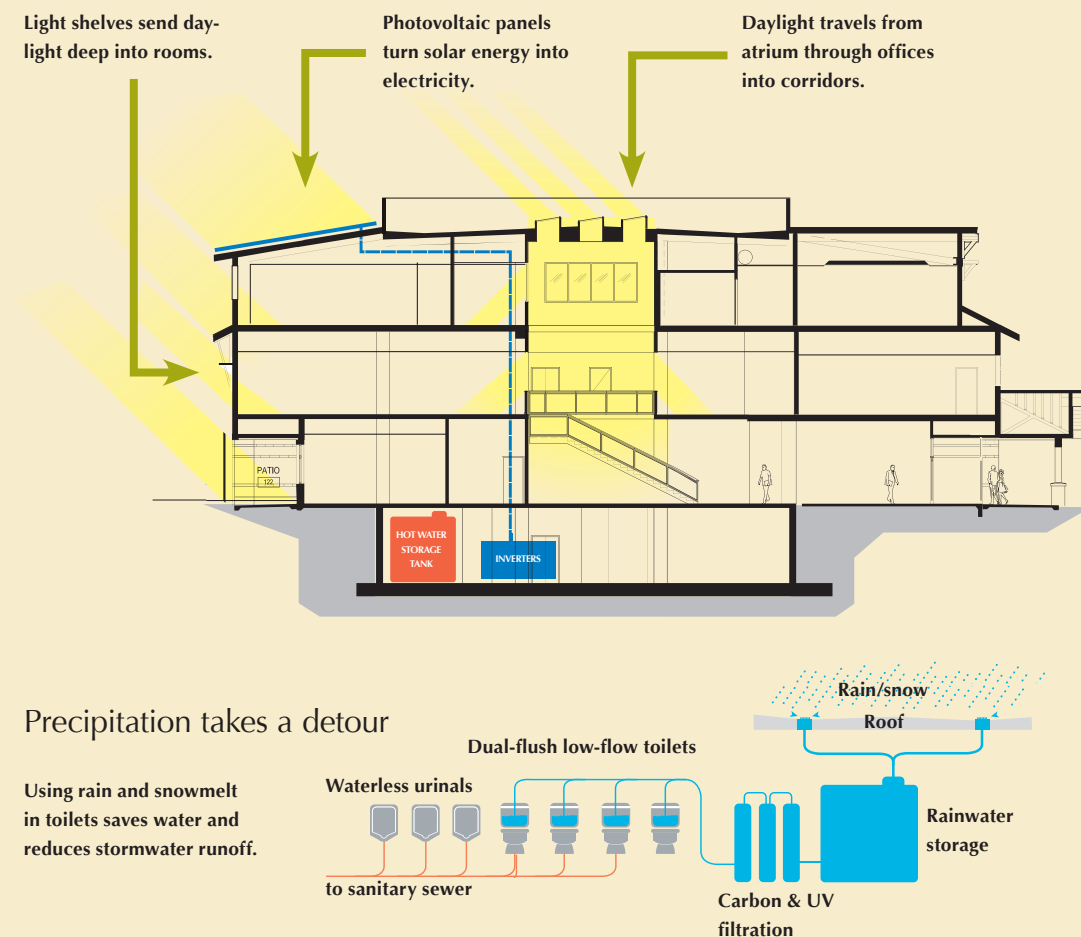 Light shelves send day-
light deep into rooms.
Photovoltaic panels
turn solar energy into
electricity.
Daylight travels from
atrium through offices
into corridors.
PATIO
122
HOT WATER
STORAGE
TANK
INVERTERS
Precipitation takes a detour
Using rain and snowmelt
in toilets saves water and
reduces stormwater runoff.
Waterless urinals
to sanitary sewer
Dual-flush low-flow toilets
Rain/snow
Roof
Rainwater
storage
Carbon & UV
filtration